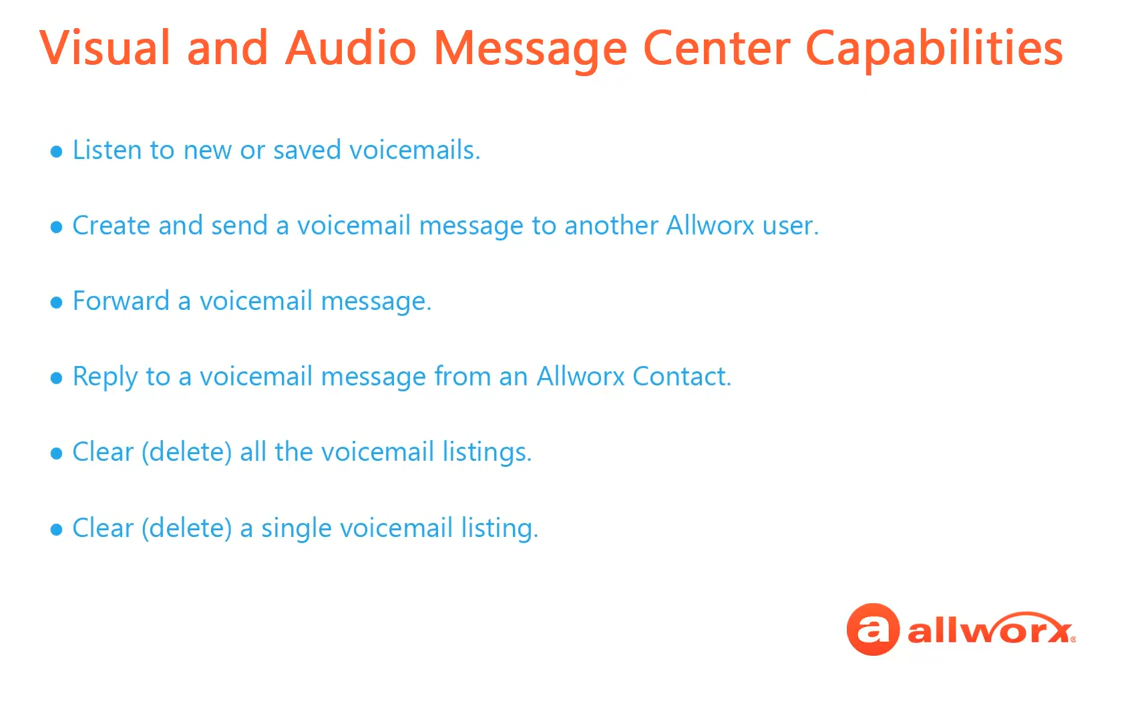 Visual and Audio Message Center Capabilities
● Listen to new or saved voicemails.
● Create and send a voicemail message to another Allworx user.
● Forward a voicemail message.
● Reply to a voicemail message from an Allworx Contact.
● Clear (delete) all the voicemail listings.
● Clear (delete) a single voicemail listing.
a allworx®